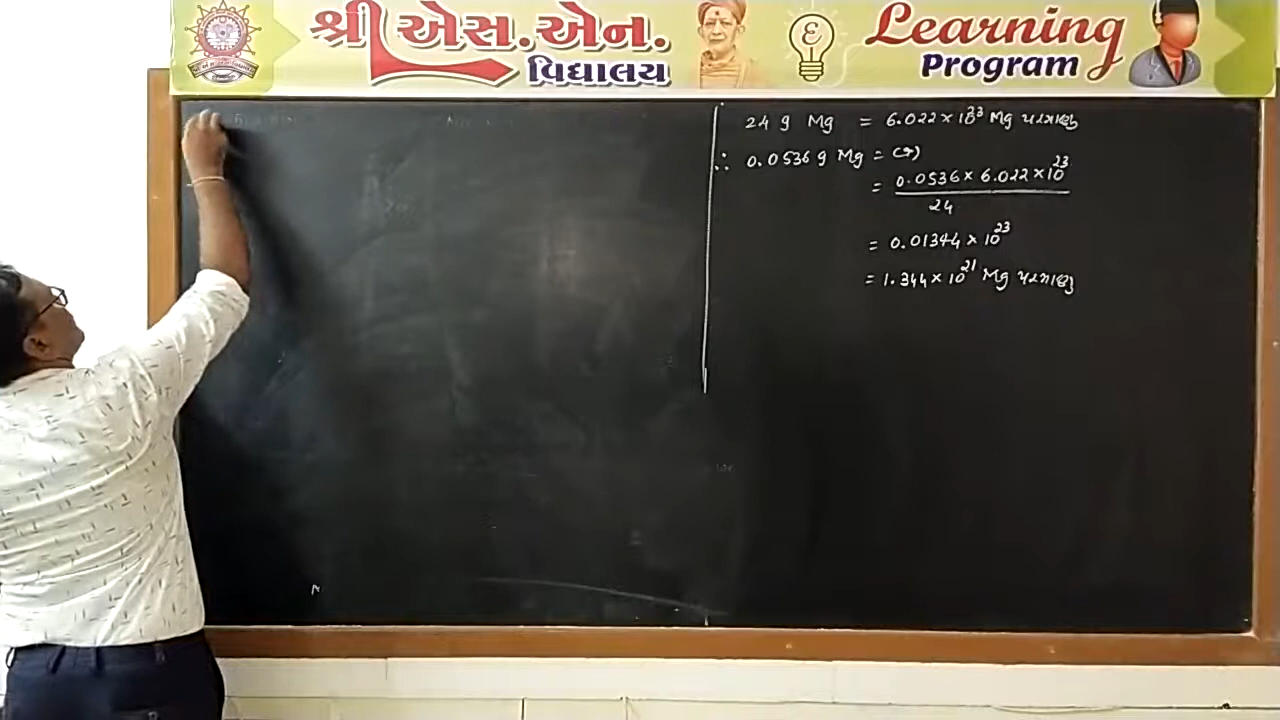 શ્રી એસ.એન.
વિદ્યાલય
Learning
Program
24 g Mg = 6.022 × 10²³ Mg પરમાણુ
∴ 0.0536 g Mg = (?)
= 0.0536 × 6.022 × 10²³
24
= 0.01344 × 10²³
= 1.344 × 10²¹ Mg પરમાણુ